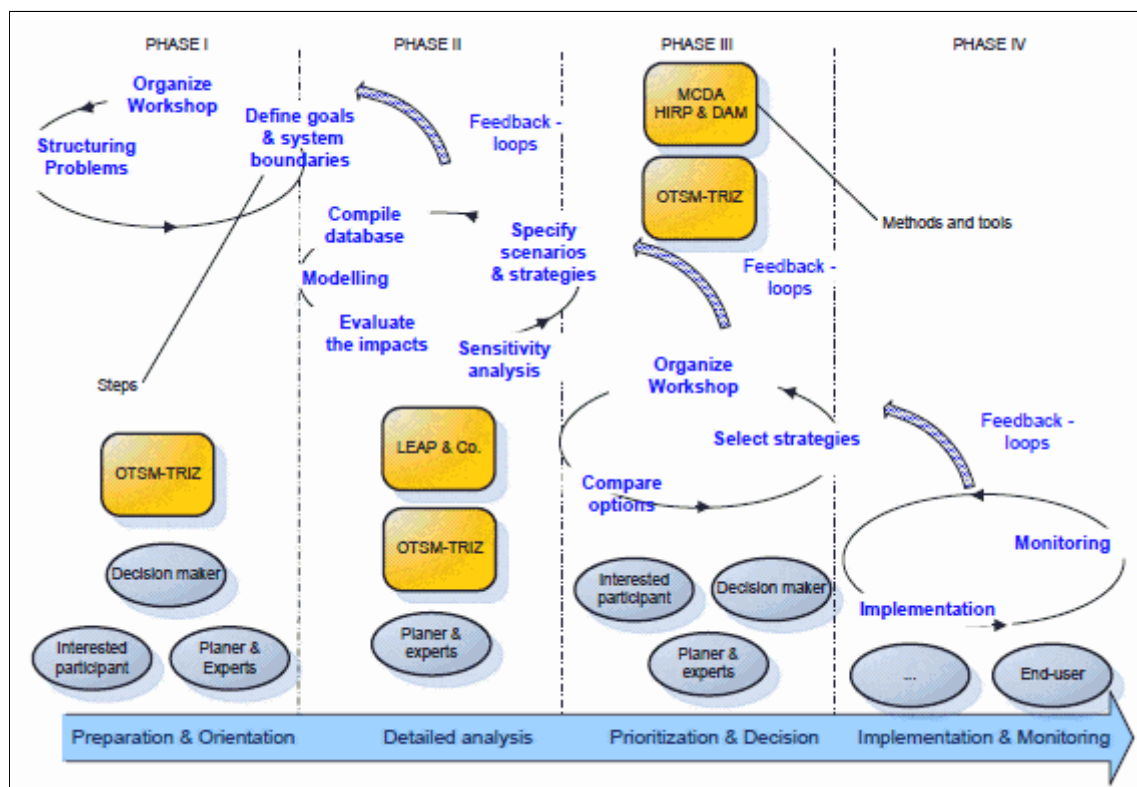 PHASE I
PHASE II
PHASE III
PHASE IV
Organize
Workshop
Structuring
Problems
Define goals
& system
boundaries
Steps
OTSM-TRIZ
Decision maker
Interested
participant
Planer &
Experts
Feedback -
loops
Compile
database
Specify
scenarios
& strategies
Modelling
Evaluate
the impacts
Sensitivity
analysis
LEAP & Co.
OTSM-TRIZ
Planer &
experts
MCDA
HIRP & DAM
OTSM-TRIZ
Methods and tools
Feedback -
loops
Organize
Workshop
Select strategies
Compare
options
Interested
participant
Decision maker
Planer &
experts
Feedback -
loops
Monitoring
Implementation
...
End-user
Preparation & Orientation
Detailed analysis
Prioritization & Decision
Implementation & Monitoring